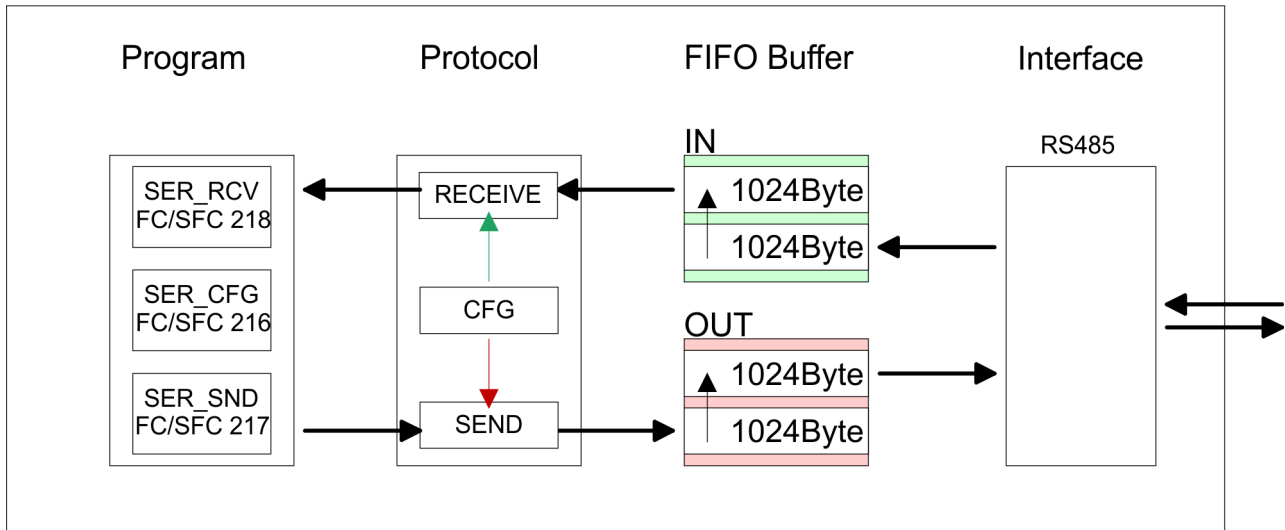 Program
Protocol
FIFO Buffer
Interface
IN
RS485
SER_RCV
FC/SFC 218
RECEIVE
1024Byte
1024Byte
SER_CFG
FC/SFC 216
CFG
OUT
1024Byte
SER_SND
FC/SFC 217
SEND
1024Byte